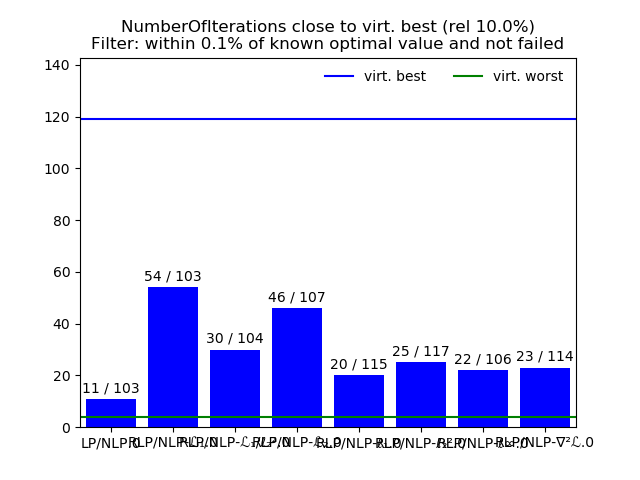 NumberOfIterations close to virt. best (rel 10.0%)
Filter: within 0.1% of known optimal value and not failed
140
virt. best virt. worst
120
100
80
60
54 / 103
46 / 107
40
30 / 104
25 / 117
20 / 115 22 / 106 23 / 114
20
11 / 103
0
LP/NLP.0